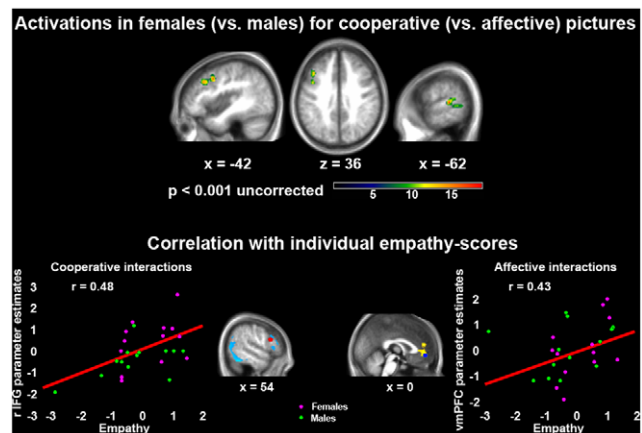 Activations in females (vs. males) for cooperative (vs. affective) pictures
x = -42
z = 36
x = -62
p < 0.001 uncorrected
5
10
15
Correlation with individual empathy-scores
Cooperative interactions
r = 0.48
r IFG parameter estimates
3
2
1
0
-1
-2
-3
-3
-2
-1
0
1
2
Empathy
x = 54
x = 0
Females
Males
Affective interactions
r = 0.43
vmPFC parameter estimates
2
1
0
-1
-2
-3
-2
-1
0
1
2
Empathy